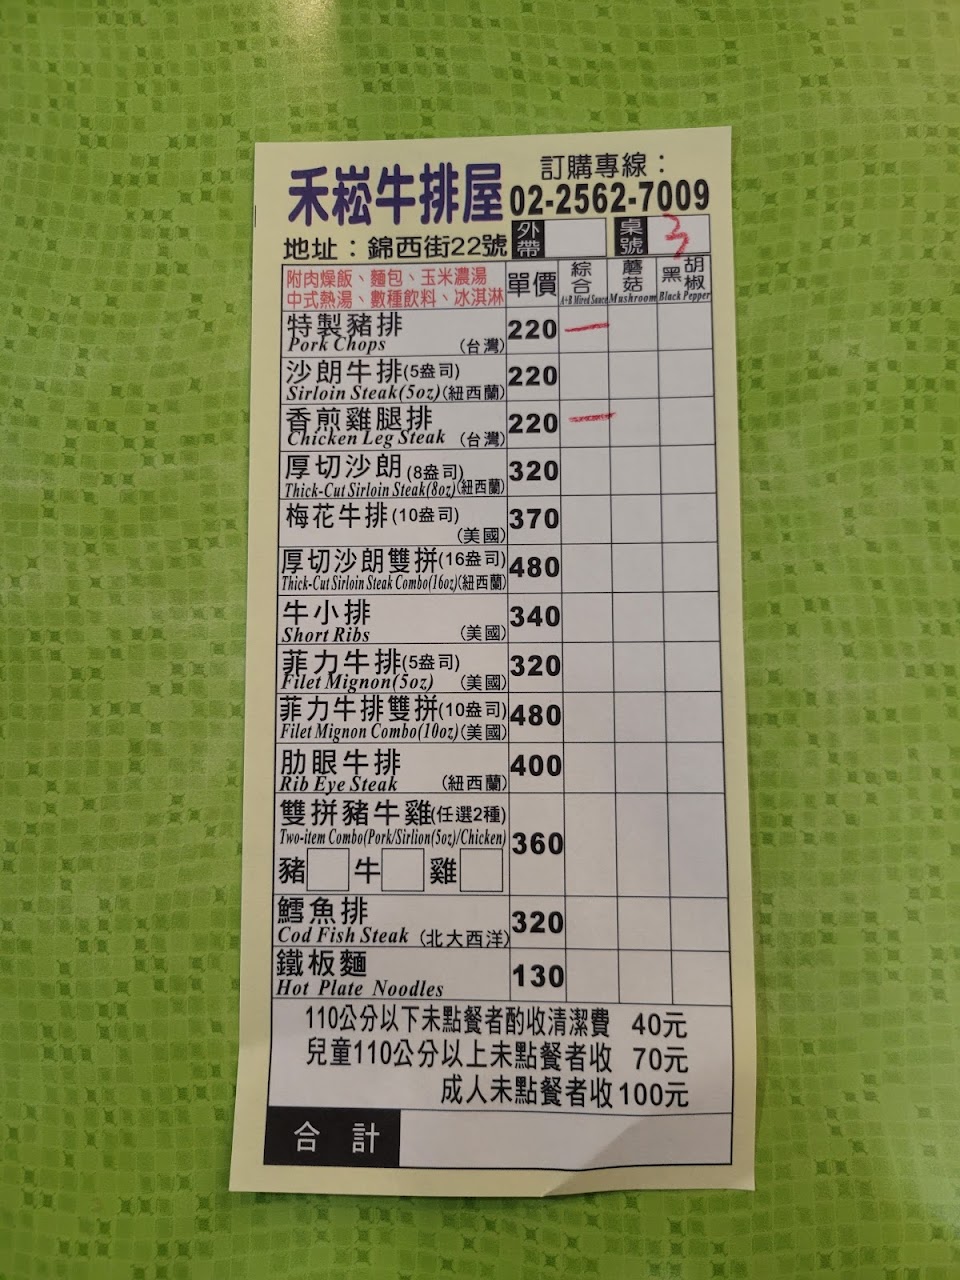 禾崧牛排屋
訂購專線：
02-2562-7009
地址：錦西街22號
外帶
桌號 3
附肉燥飯、麵包、玉米濃湯
中式熱湯、數種飲料、冰淇淋
單價
綜合
A+B Mixed Sauce
蘑菇
Mushroom
黑胡椒
Black Pepper
特製豬排 220 一
Pork Chops (台灣)
沙朗牛排(5盎司) 220
Sirloin Steak(5oz)(紐西蘭)
香煎雞腿排 220 一
Chicken Leg Steak (台灣)
厚切沙朗(8盎司) 320
Thick-Cut Sirloin Steak(8oz)(紐西蘭)
梅花牛排(10盎司) 370
(美國)
厚切沙朗雙拼(16盎司) 480
Thick-Cut Sirloin Steak Combo(16oz)(紐西蘭)
牛小排 340
Short Ribs (美國)
菲力牛排(5盎司) 320
Filet Mignon(5oz) (美國)
菲力牛排雙拼(10盎司) 480
Filet Mignon Combo(10oz)(美國)
肋眼牛排 400
Rib Eye Steak (紐西蘭)
雙拼豬牛雞(任選2種)
Two-item Combo(Pork/Sirlion(5oz)/Chicken) 360
豬 牛 雞
鱈魚排 320
Cod Fish Steak (北大西洋)
鐵板麵 130
Hot Plate Noodles
110公分以下未點餐者酌收清潔費 40元
兒童110公分以上未點餐者收 70元
成人未點餐者收100元
合計